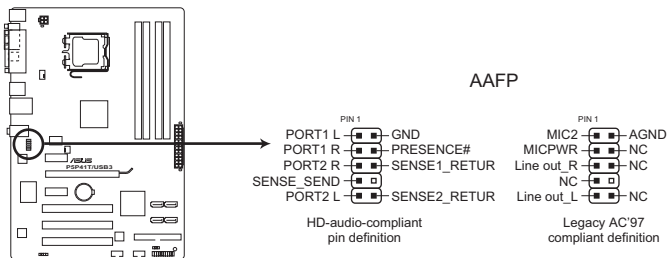 AAFP
PIN 1
PORT1 L GND
PORT1 R PRESENCE#
PORT2 R SENSE1_RETUR
SENSE_SEND
PORT2 L SENSE2_RETUR
HD-audio-compliant
pin definition
PIN 1
MIC2 AGND
MICPWR NC
Line out_R NC
NC
Line out_L NC
Legacy AC'97
compliant definition
ASUS
P5P41T/USB3